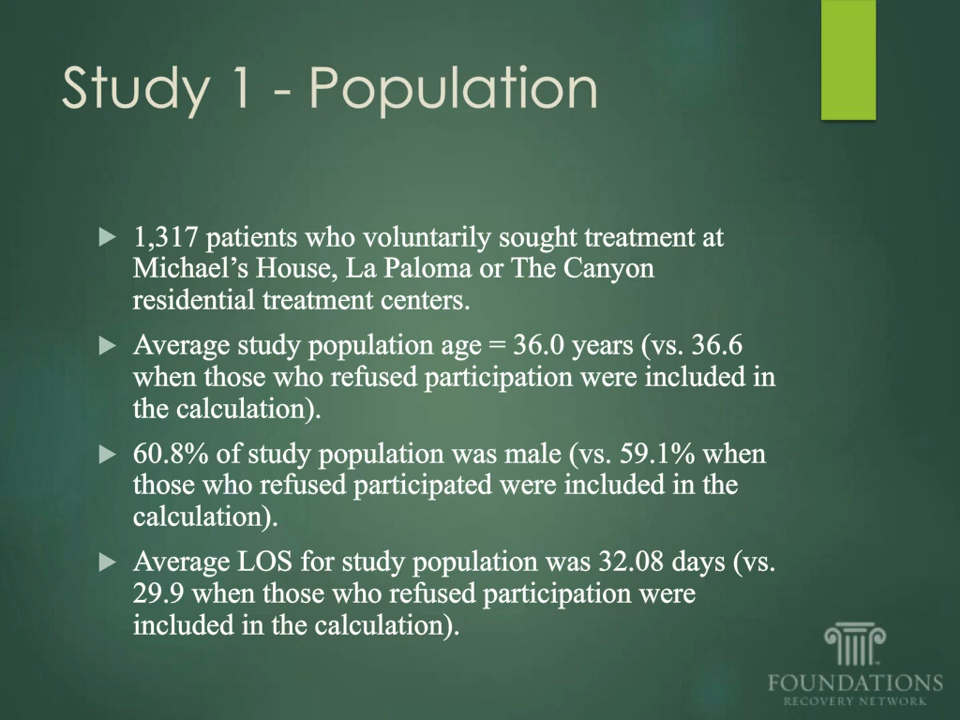 Study 1 - Population
1,317 patients who voluntarily sought treatment at
Michael's House, La Paloma or The Canyon
residential treatment centers.
Average study population age = 36.0 years (vs. 36.6
when those who refused participation were included in
the calculation).
60.8% of study population was male (vs. 59.1% when
those who refused participated were included in the
calculation).
Average LOS for study population was 32.08 days (vs.
29.9 when those who refused participation were
included in the calculation).
FOUNDATIONS
RECOVERY NETWORK